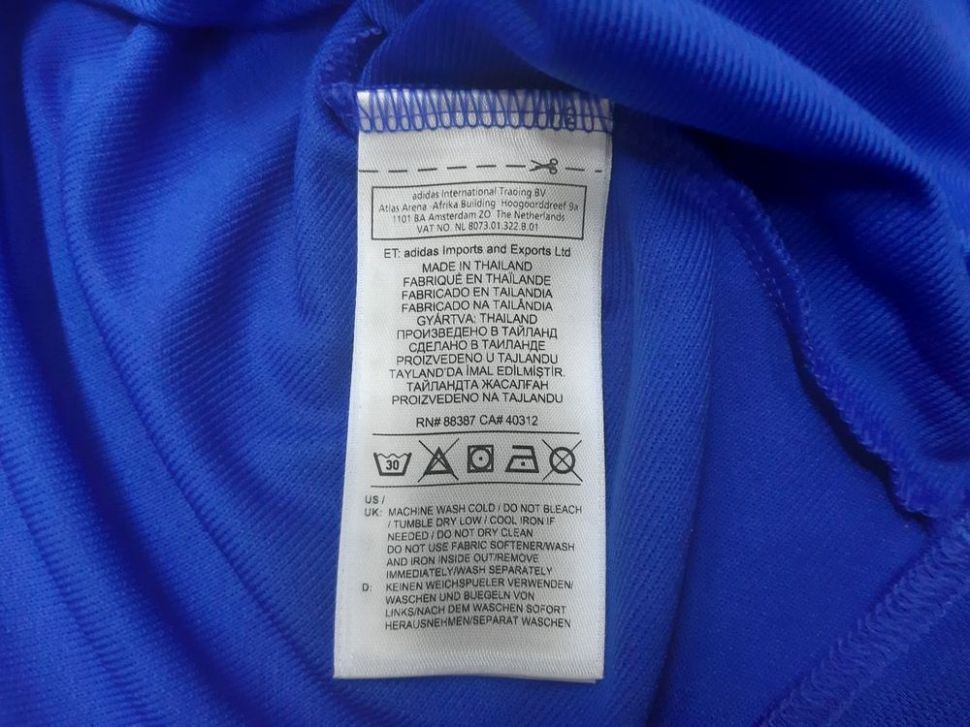 adidas International Trading BV
Atlas Arena Afrika Building Hoogoorddreef 9a
1101 BA Amsterdam ZO The Netherlands
VAT NO. NL 8073.01.322.B.01
ET: adidas Imports and Exports Ltd
MADE IN THAILAND
FABRIQUÉ EN THAÏLANDE
FABRICADO EN TAILANDIA
FABRICADO NA TAILÂNDIA
GYÁRTVA: THAILAND
ПРОИЗВЕДЕНО В ТАЙЛАНД
СДЕЛАНО В ТАИЛАНДЕ
PROIZVEDENO U TAJLANDU
TAYLAND'DA İMAL EDİLMİŞTİR.
ТАЙЛАНДТА ЖАСАЛҒАН
PROIZVEDENO NA TAJLANDU
RN# 88387 CA# 40312
30
US /
UK: MACHINE WASH COLD / DO NOT BLEACH
/ TUMBLE DRY LOW / COOL IRON IF
NEEDED / DO NOT DRY CLEAN
DO NOT USE FABRIC SOFTENER/WASH
AND IRON INSIDE OUT/REMOVE
IMMEDIATELY/WASH SEPARATELY
D: KEINEN WEICHSPUELER VERWENDEN/
WASCHEN UND BUEGELN VON
LINKS/NACH DEM WASCHEN SOFORT
HERAUSNEHMEN/SEPARAT WASCHEN